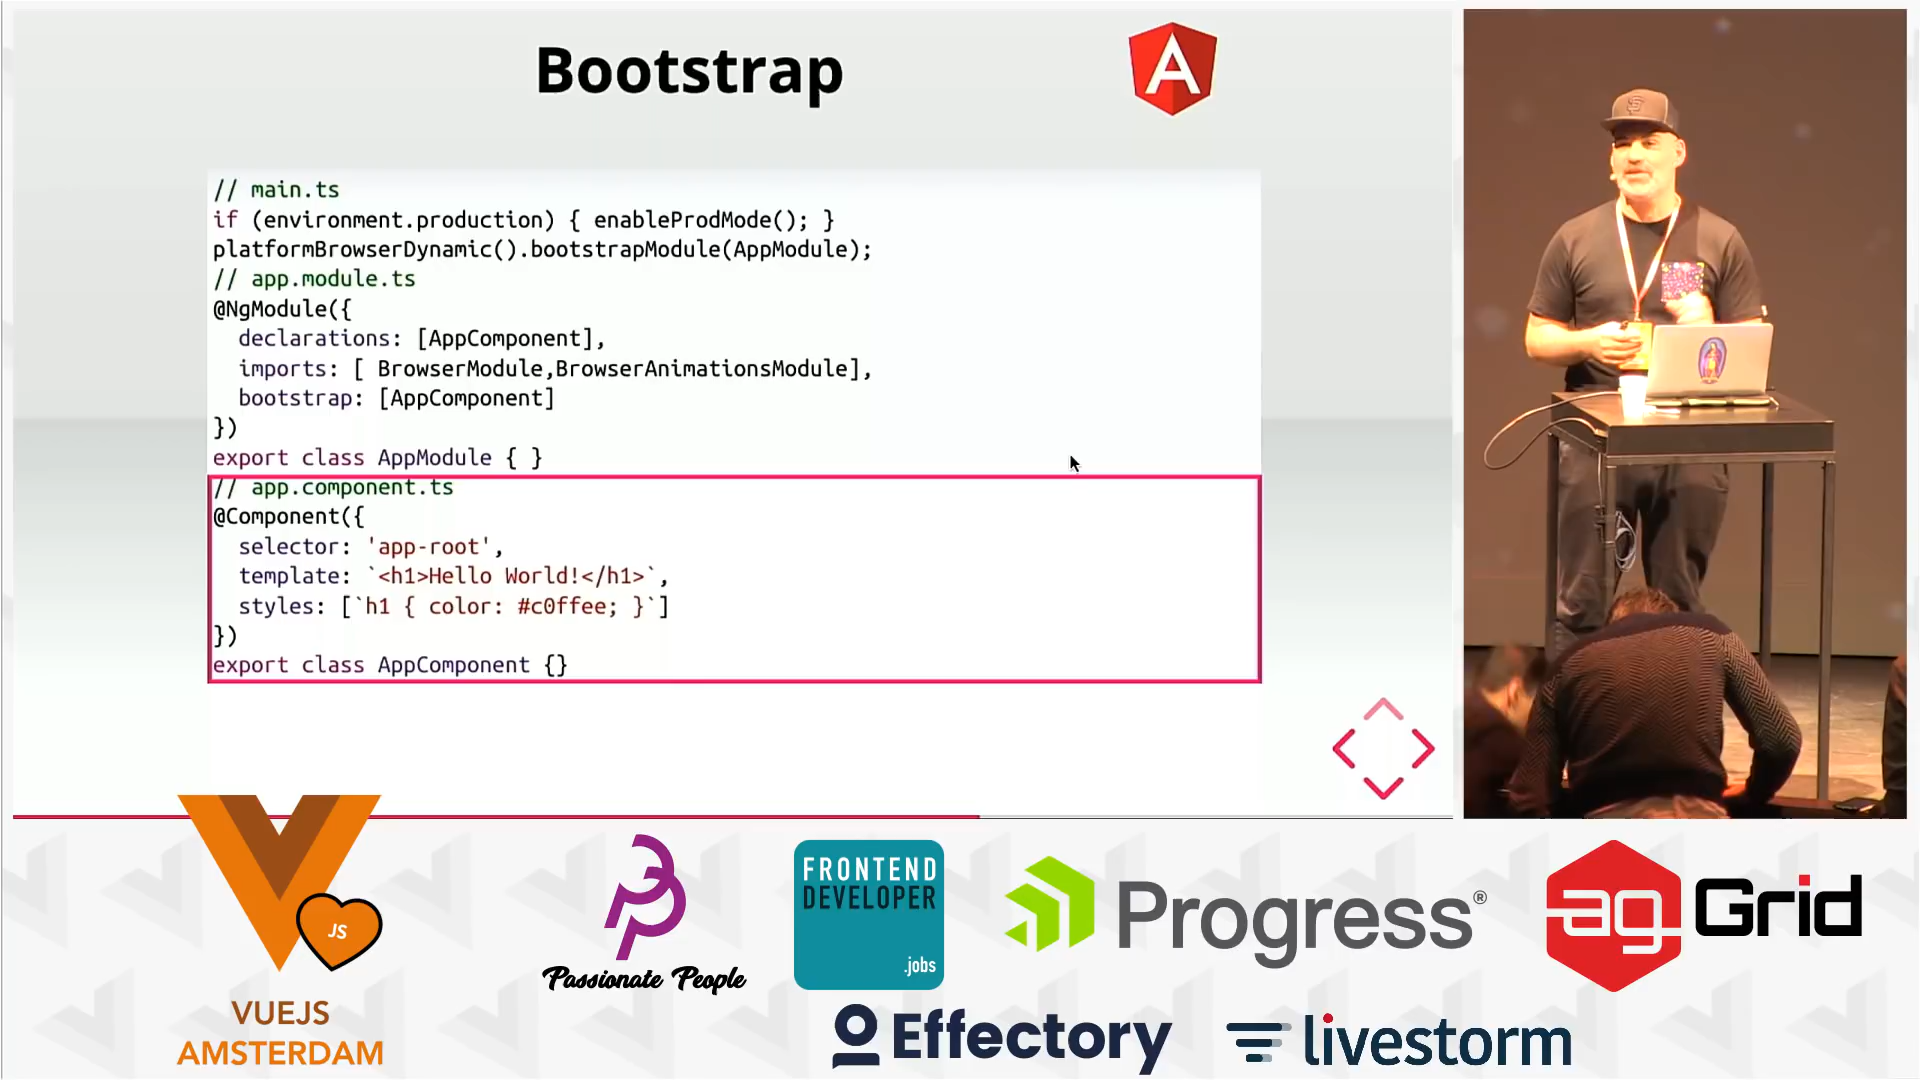 Bootstrap
A
// main.ts
if (environment.production) { enableProdMode(); }
platformBrowserDynamic().bootstrapModule(AppModule);
// app.module.ts
@NgModule({
  declarations: [AppComponent],
  imports: [ BrowserModule,BrowserAnimationsModule],
  bootstrap: [AppComponent]
})
export class AppModule { }
// app.component.ts
@Component({
  selector: 'app-root',
  template: `<h1>Hello World!</h1>`,
  styles: [`h1 { color: #c0ffee; }`]
})
export class AppComponent {}
SF
JS
VUEJS
AMSTERDAM
Passionate People
FRONTEND
DEVELOPER
.jobs
Progress®
ag Grid
Effectory
livestorm